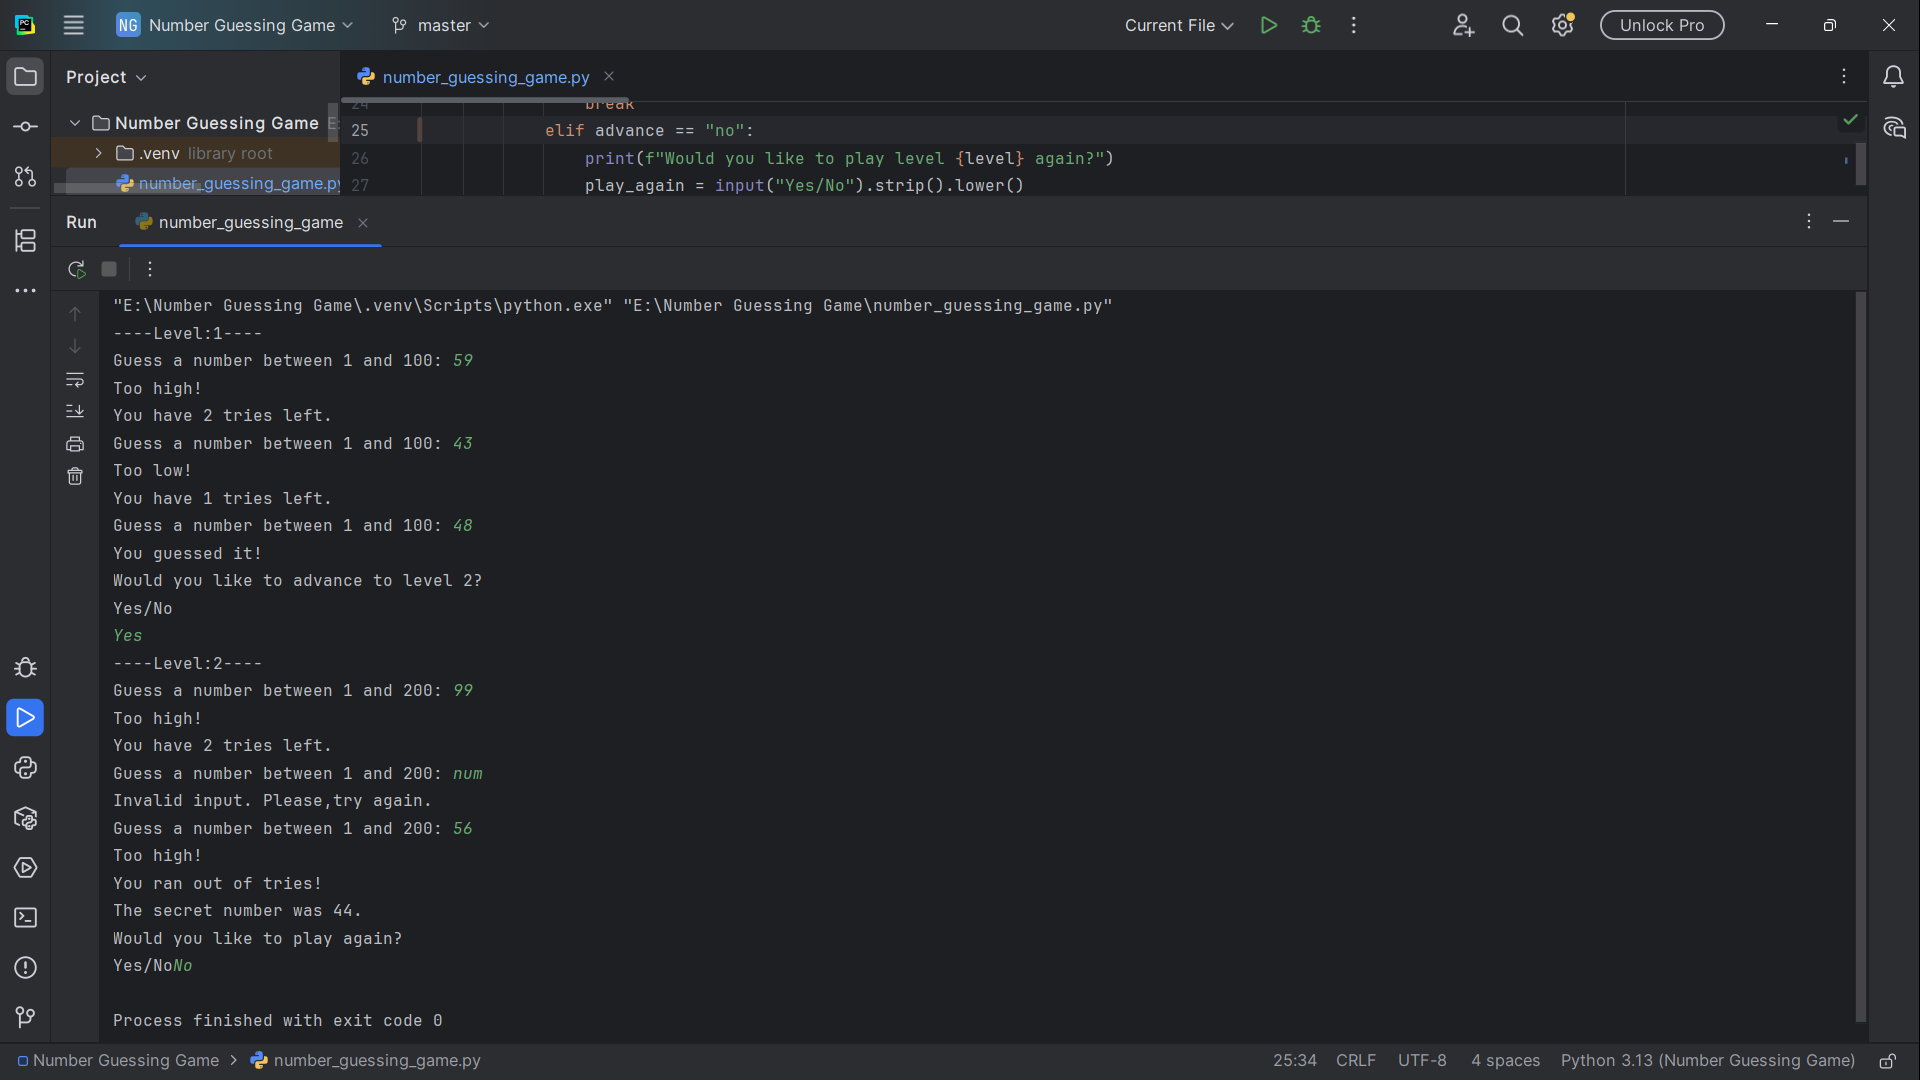 NG Number Guessing Game master Current File Unlock Pro
Project number_guessing_game.py
Number Guessing Game
.venv library root
number_guessing_game.py
24 break
25 elif advance == "no":
26 print(f"Would you like to play level {level} again?")
27 play_again = input("Yes/No").strip().lower()
Run number_guessing_game
"E:\Number Guessing Game\.venv\Scripts\python.exe" "E:\Number Guessing Game\number_guessing_game.py"
----Level:1----
Guess a number between 1 and 100: 59
Too high!
You have 2 tries left.
Guess a number between 1 and 100: 43
Too low!
You have 1 tries left.
Guess a number between 1 and 100: 48
You guessed it!
Would you like to advance to level 2?
Yes/No
Yes
----Level:2----
Guess a number between 1 and 200: 99
Too high!
You have 2 tries left.
Guess a number between 1 and 200: num
Invalid input. Please,try again.
Guess a number between 1 and 200: 56
Too high!
You ran out of tries!
The secret number was 44.
Would you like to play again?
Yes/NoNo
Process finished with exit code 0
Number Guessing Game > number_guessing_game.py 25:34 CRLF UTF-8 4 spaces Python 3.13 (Number Guessing Game)